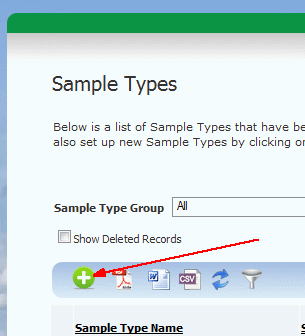 Sample Types
Below is a list of Sample Types that have be
also set up new Sample Types by clicking or
Sample Type Group
All
Show Deleted Records
CSV
Sample Type Name